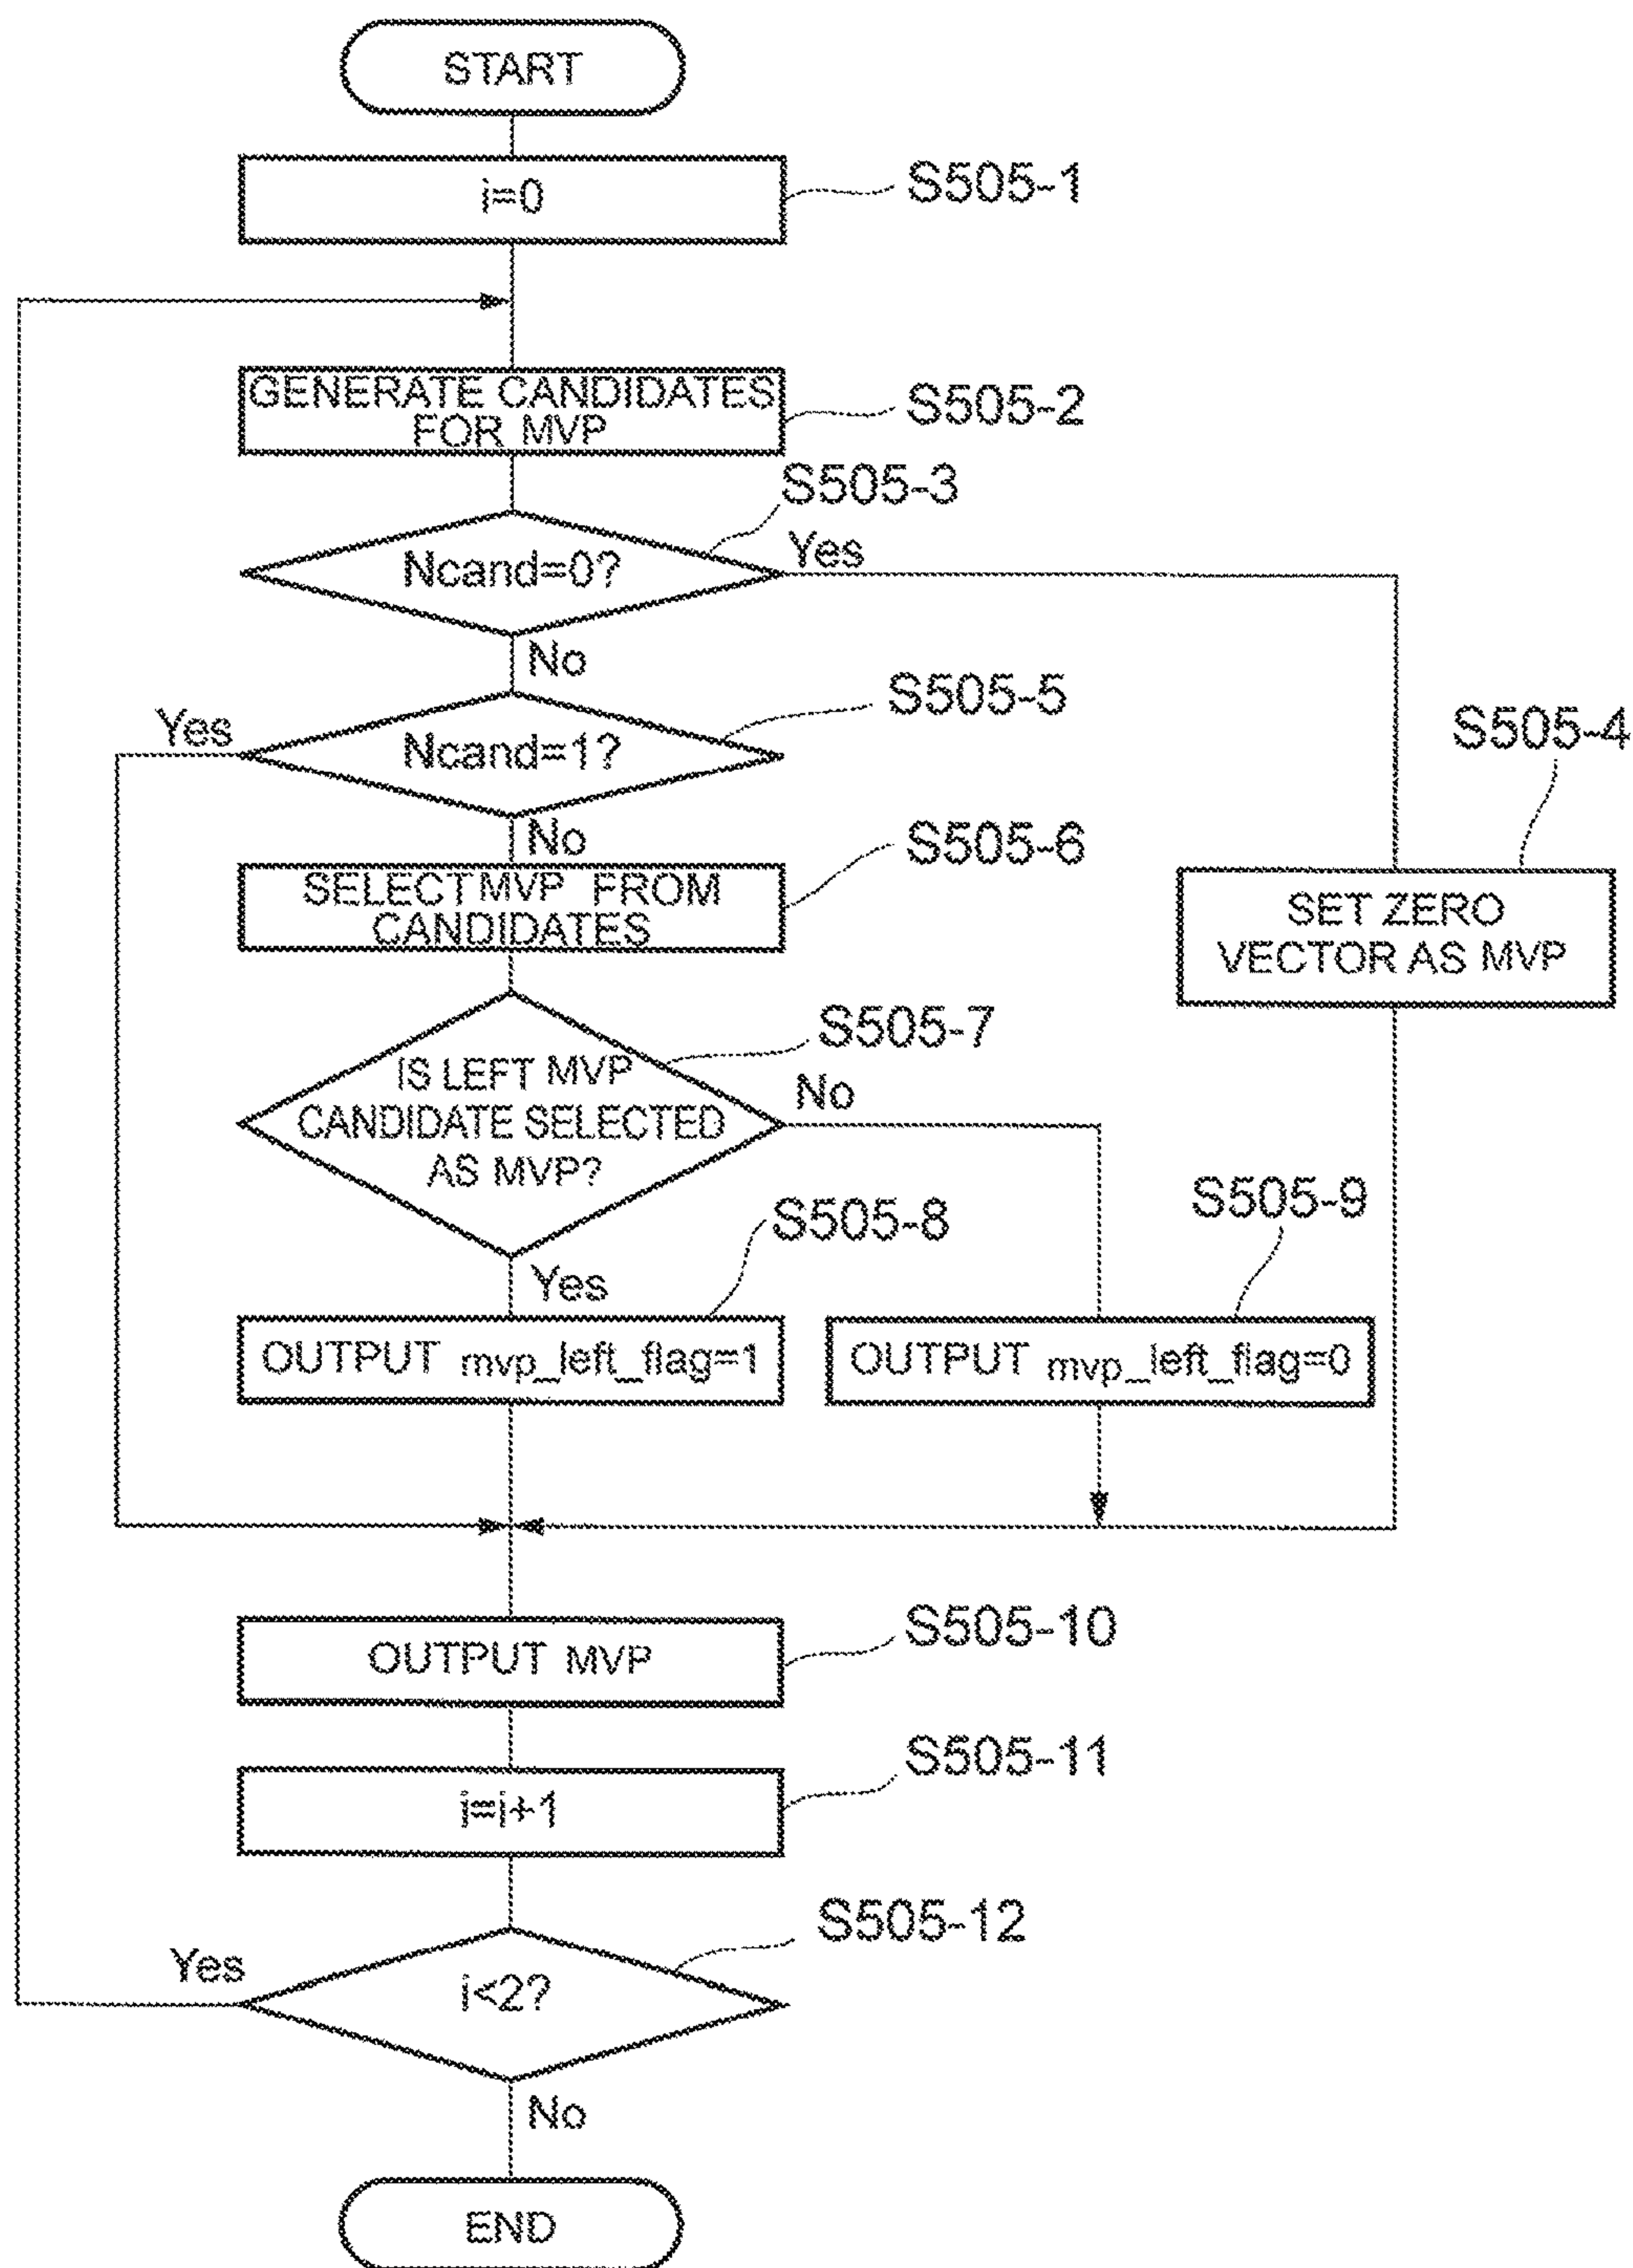 START
i=0
S505-1
GENERATE CANDIDATES
FOR MVP
S505-2
S505-3
Ncand=0?
Yes
No
S505-5
Yes
Ncand=1?
S505-4
No
S505-6
SELECT MVP FROM
CANDIDATES
SET ZERO
VECTOR AS MVP
S505-7
IS LEFT MVP
CANDIDATE SELECTED
AS MVP?
No
S505-9
S505-8
Yes
OUTPUT mvp_left_flag=1
OUTPUT mvp_left_flag=0
S505-10
OUTPUT MVP
S505-11
i=i+1
S505-12
Yes
i<2?
No
END